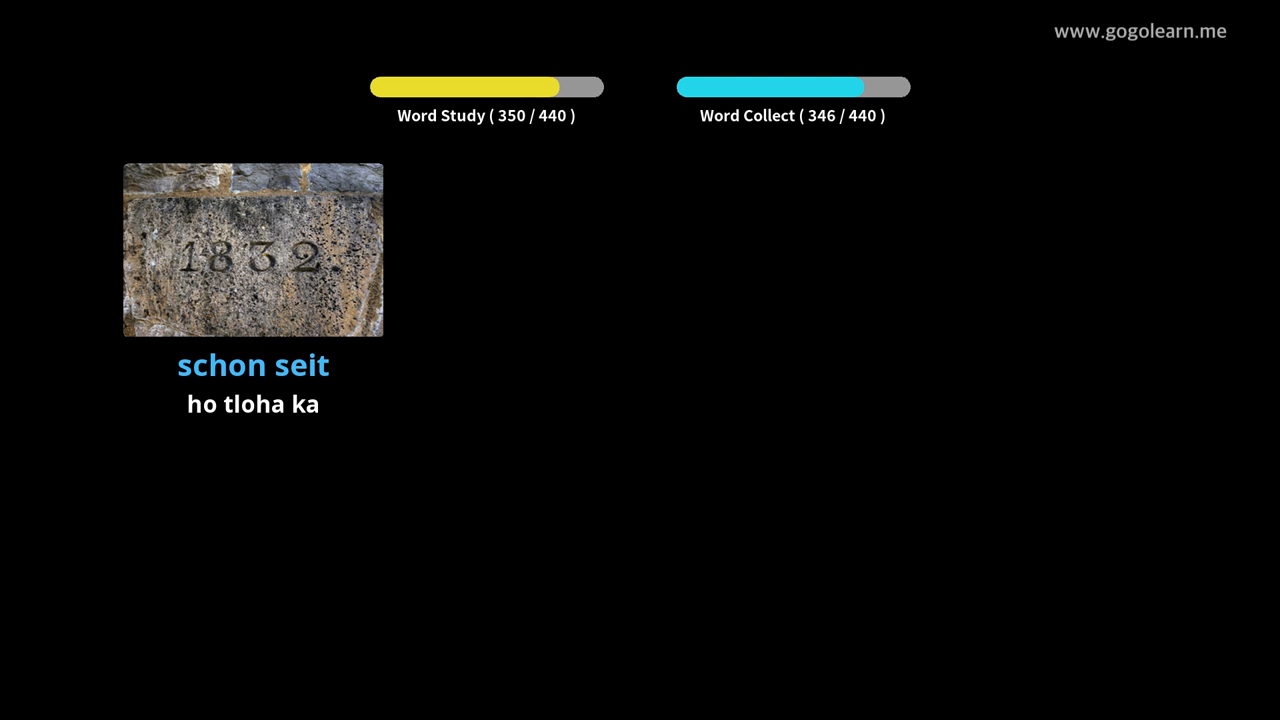 www.gogolearn.me
Word Study ( 350 / 440 )
Word Collect ( 346 / 440 )
1832.
schon seit
ho tloha ka